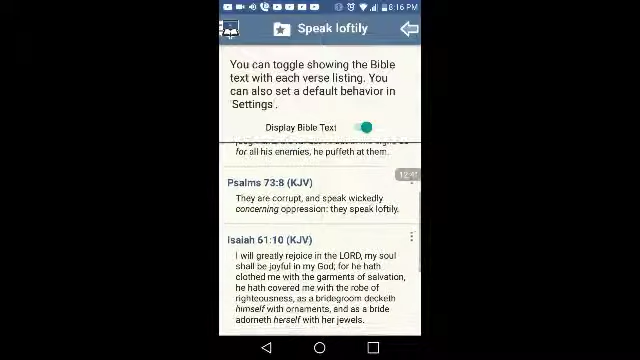 8:16 PM
Speak loftily
You can toggle showing the Bible
text with each verse listing. You
can also set a default behavior in
'Settings'.
Display Bible Text
for all his enemies, he puffeth at them.
12:4
Psalms 73:8 (KJV)
They are corrupt, and speak wickedly
concerning oppression: they speak loftily.
Isaiah 61:10 (KJV)
I will greatly rejoice in the LORD, my soul
shall be joyful in my God; for he hath
clothed me with the garments of salvation,
he hath covered me with the robe of
righteousness, as a bridegroom decketh
himself with ornaments, and as a bride
adorneth herself with her jewels.